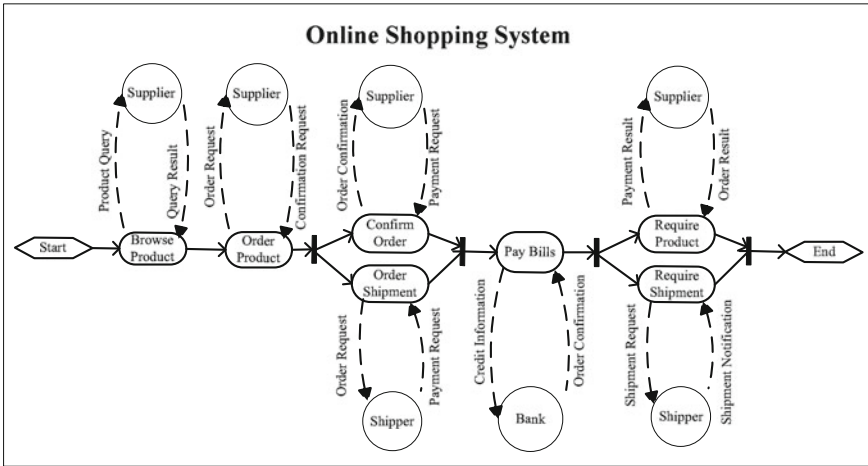 Online Shopping System
Supplier
Supplier
Supplier
Supplier
Product Query
Query Result
Order Request
Confirmation Request
Order Confirmation
Payment Request
Payment Result
Order Result
Start
Browse
Product
Order
Product
Confirm
Order
Order
Shipment
Pay Bills
Require
Product
Require
Shipment
End
Order Request
Payment Request
Credit Information
Order Confirmation
Shipment Request
Shipment Notification
Shipper
Bank
Shipper